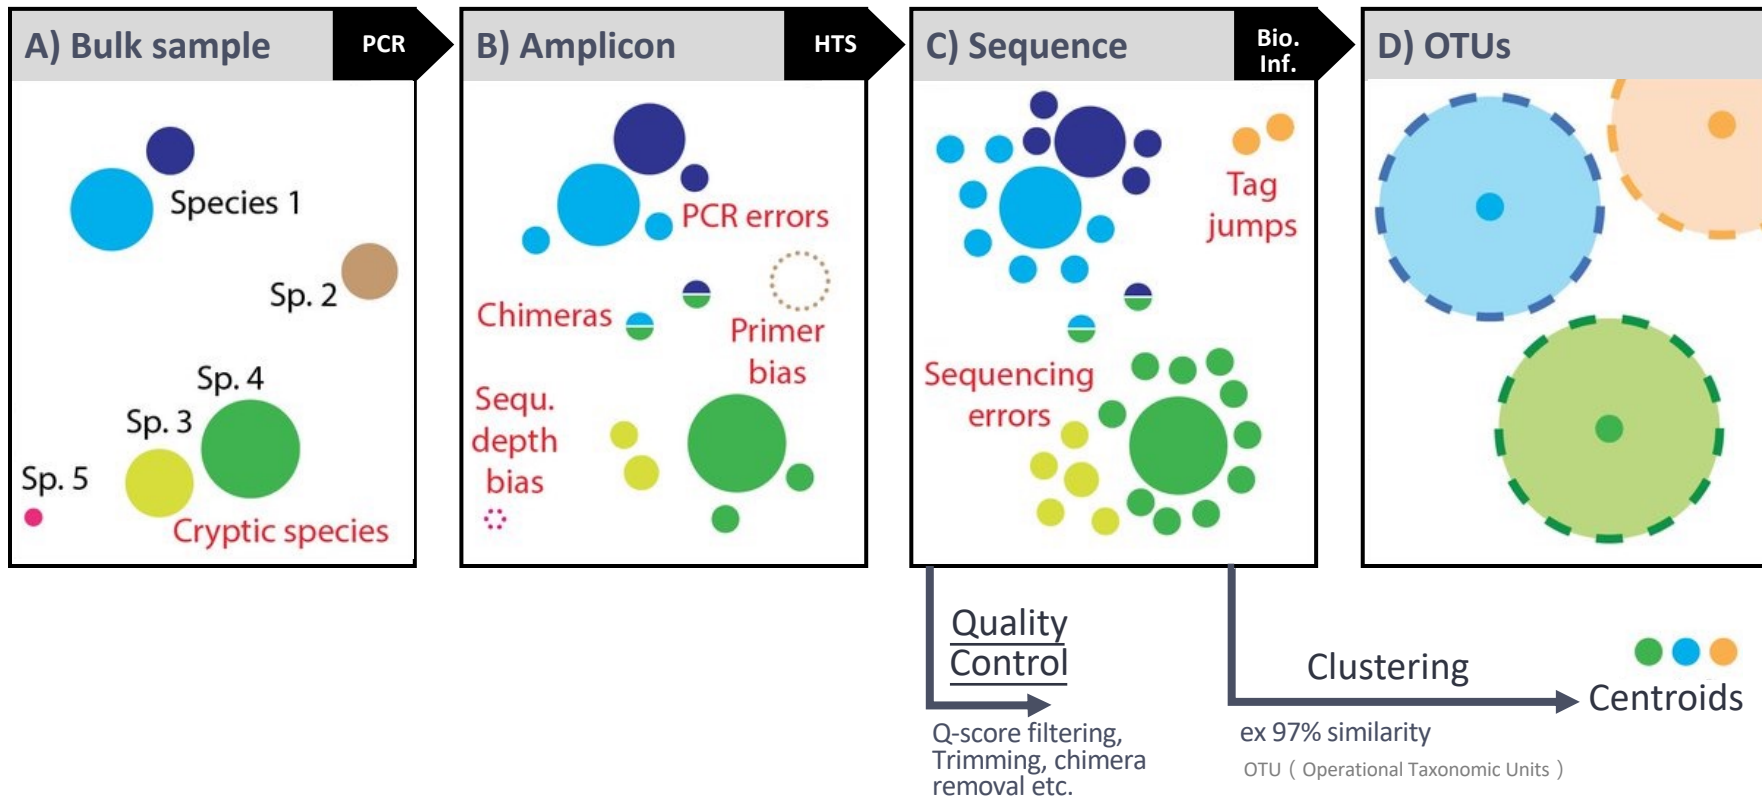 A) Bulk sample
PCR
B) Amplicon
HTS
C) Sequence
Bio.
Inf.
D) OTUs
Species 1
Sp. 2
Sp. 4
Sp. 3
Sp. 5
Cryptic species
PCR errors
Chimeras
Primer
bias
Sequ.
depth
bias
Tag
jumps
Sequencing
errors
Quality
Control
Q-score filtering,
Trimming, chimera
removal etc.
Clustering
ex 97% similarity
OTU ( Operational Taxonomic Units )
Centroids